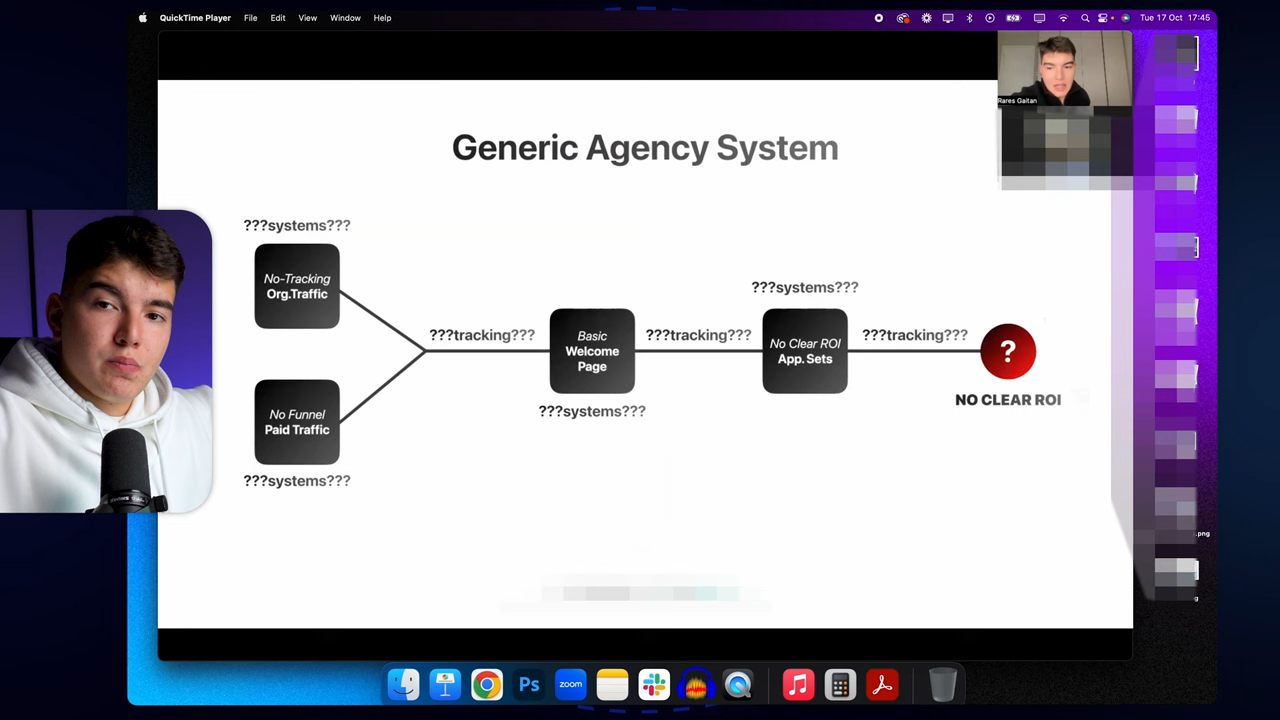 QuickTime Player File Edit View Window Help
Tue 17 Oct 17:45
Rares Gaitan
Generic Agency System
???systems???
No-Tracking
Org.Traffic
No Funnel
Paid Traffic
???systems???
???tracking???
Basic
Welcome
Page
???systems???
???tracking???
???systems???
No Clear ROI
App. Sets
???tracking???
?
NO CLEAR ROI
.png
Ps
zoom